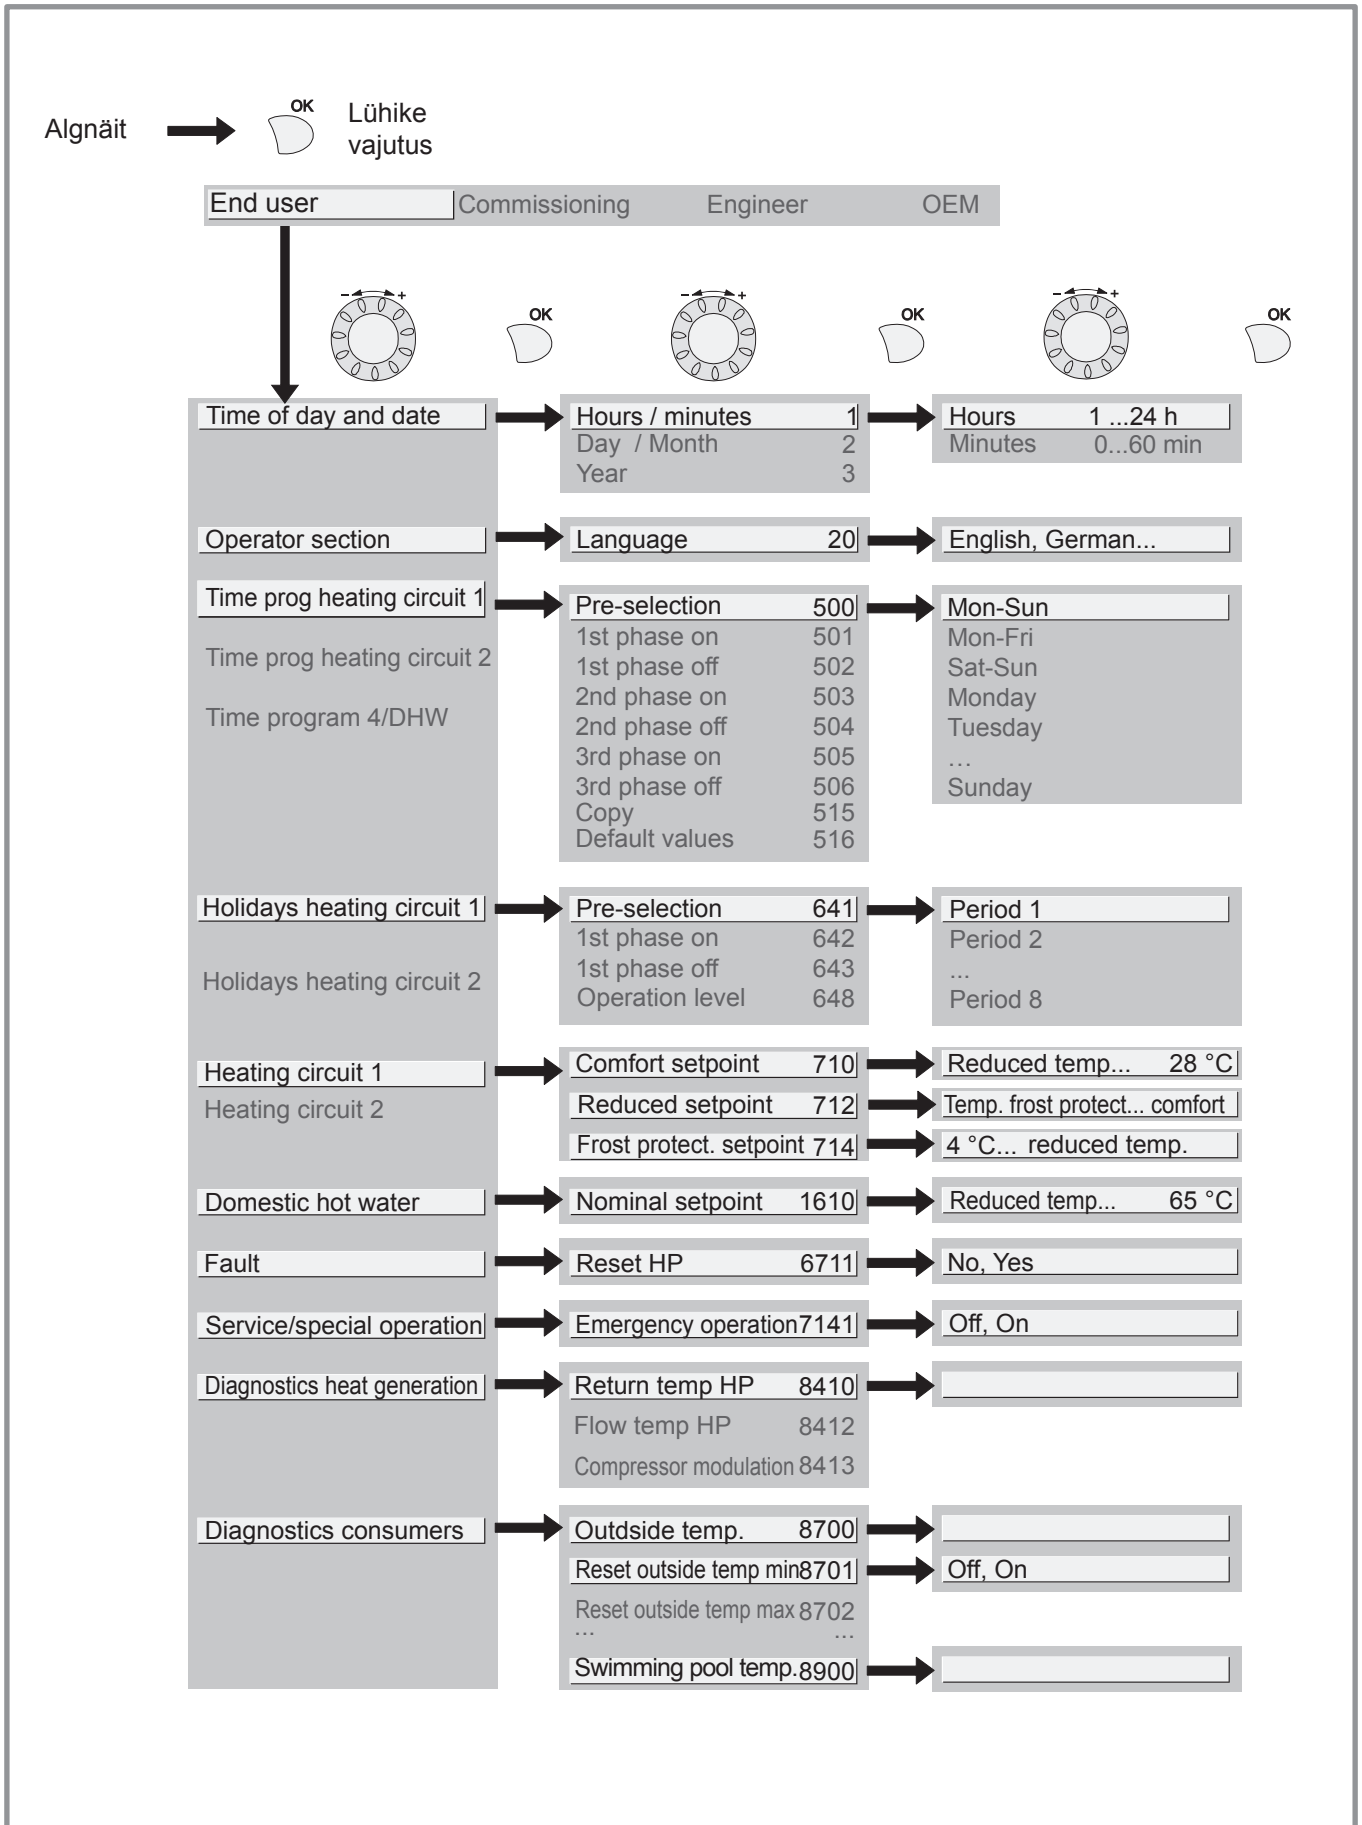 OK
Algnäit
Lühike
vajutus
End user Commissioning Engineer OEM
- + OK - + OK - + OK
Time of day and date Hours / minutes 1 Hours 1 ...24 h
Day / Month 2 Minutes 0...60 min
Year 3
Operator section Language 20 English, German...
Time prog heating circuit 1 Pre-selection 500 Mon-Sun
1st phase on 501 Mon-Fri
Time prog heating circuit 2 1st phase off 502 Sat-Sun
2nd phase on 503 Monday
Time program 4/DHW 2nd phase off 504 Tuesday
3rd phase on 505 ...
3rd phase off 506 Sunday
Copy 515
Default values 516
Holidays heating circuit 1 Pre-selection 641 Period 1
1st phase on 642 Period 2
Holidays heating circuit 2 1st phase off 643 ...
Operation level 648 Period 8
Heating circuit 1 Comfort setpoint 710 Reduced temp... 28 °C
Heating circuit 2 Reduced setpoint 712 Temp. frost protect... comfort
Frost protect. setpoint 714 4 °C... reduced temp.
Domestic hot water Nominal setpoint 1610 Reduced temp... 65 °C
Fault Reset HP 6711 No, Yes
Service/special operation Emergency operation 7141 Off, On
Diagnostics heat generation Return temp HP 8410
Flow temp HP 8412
Compressor modulation 8413
Diagnostics consumers Outdside temp. 8700
Reset outside temp min 8701 Off, On
Reset outside temp max 8702
... ...
Swimming pool temp. 8900